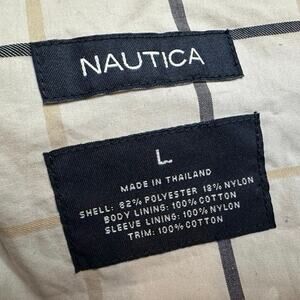 NAUTICA
L
MADE IN THAILAND
SHELL: 82% POLYESTER 18% NYLON
BODY LINING: 100% COTTON
SLEEVE LINING: 100% NYLON
TRIM: 100% COTTON